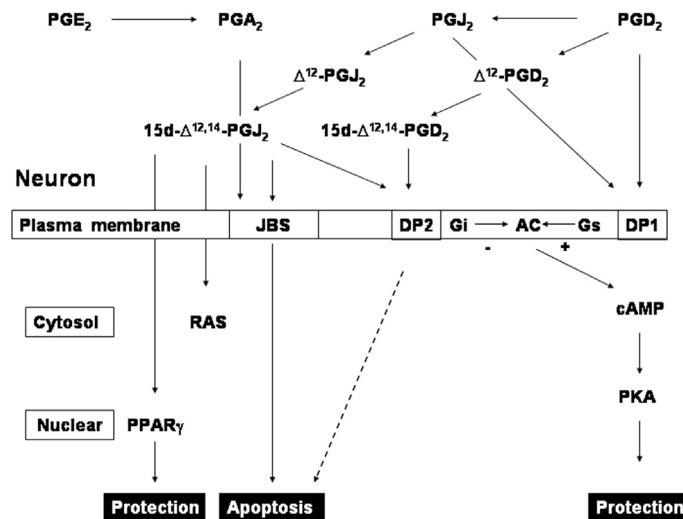 PGE₂ PGA₂ PGJ₂ PGD₂
Δ¹²-PGJ₂ Δ¹²-PGD₂
15d-Δ¹²,¹⁴-PGJ₂ 15d-Δ¹²,¹⁴-PGD₂
Neuron
Plasma membrane JBS DP2 Gi AC Gs DP1
- +
Cytosol RAS cAMP
PKA
Nuclear PPARγ
Protection Apoptosis Protection